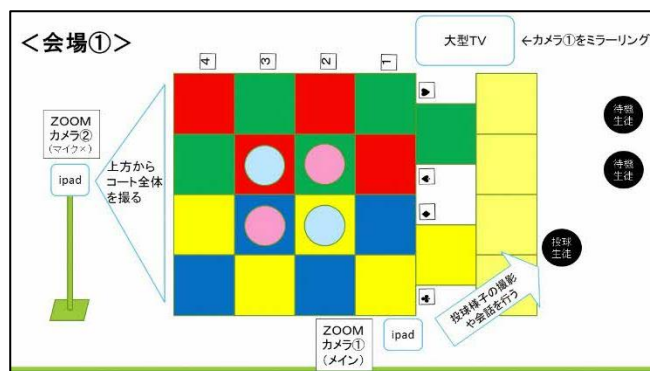 <会場①>
4
3
2
1
大型TV
←カメラ①をミラーリング
♥
♠
♦
♣
待機
生徒
待機
生徒
投球
生徒
ZOOM
カメラ②
(マイク×)
ipad
上方から
コート全体
を撮る
投球様子の撮影
や会話を行う
ZOOM
カメラ①
(メイン)
ipad